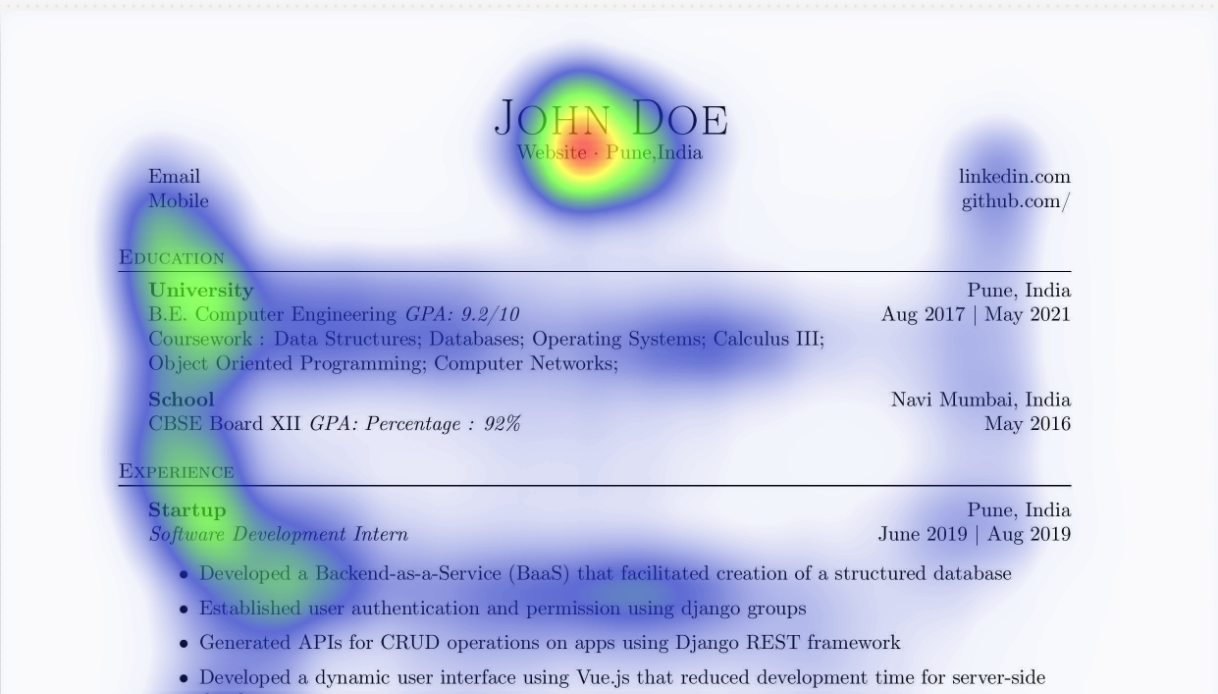 JOHN DOE
Website · Pune,India
Email linkedin.com
Mobile github.com/
EDUCATION
University Pune, India
B.E. Computer Engineering GPA: 9.2/10 Aug 2017 | May 2021
Coursework : Data Structures; Databases; Operating Systems; Calculus III;
Object Oriented Programming; Computer Networks;
School Navi Mumbai, India
CBSE Board XII GPA: Percentage : 92% May 2016
EXPERIENCE
Startup Pune, India
Software Development Intern June 2019 | Aug 2019
• Developed a Backend-as-a-Service (BaaS) that facilitated creation of a structured database
• Established user authentication and permission using django groups
• Generated APIs for CRUD operations on apps using Django REST framework
• Developed a dynamic user interface using Vue.js that reduced development time for server-side